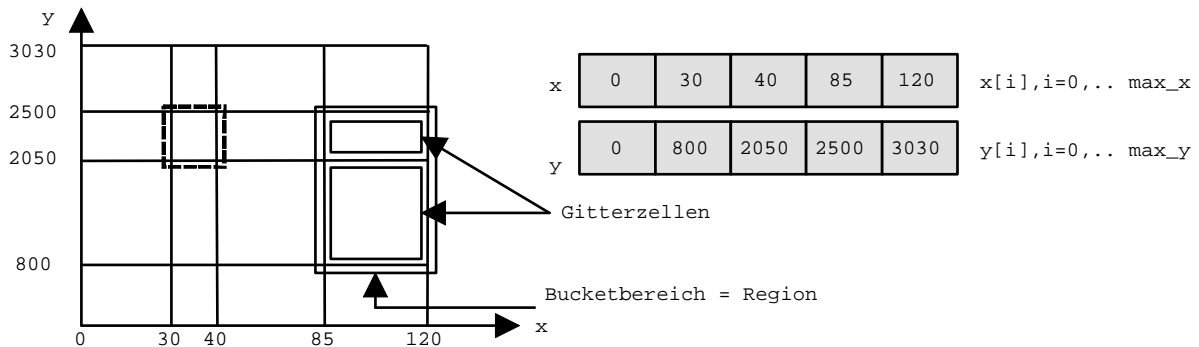 y
3030
2500
2050
800
0 30 40 85 120
x
x 0 30 40 85 120 x[i],i=0,.. max_x
y 0 800 2050 2500 3030 y[i],i=0,.. max_y
Gitterzellen
Bucketbereich = Region